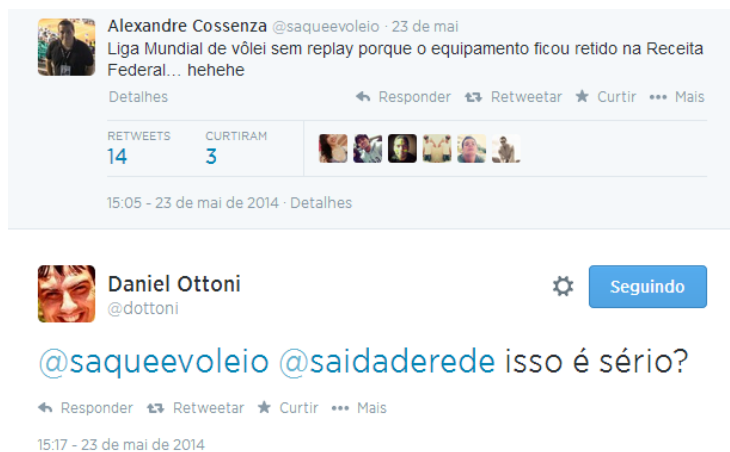 Alexandre Cossenza @saqueevoleio · 23 de mai
Liga Mundial de vôlei sem replay porque o equipamento ficou retido na Receita
Federal... hehehe
Detalhes Responder Retweetar Curtir Mais
RETWEETS CURTIRAM
14 3
15:05 - 23 de mai de 2014 · Detalhes
Daniel Ottoni Seguindo
@dottoni
@saqueevoleio @saidaderede isso é sério?
Responder Retweetar Curtir Mais
15:17 - 23 de mai de 2014